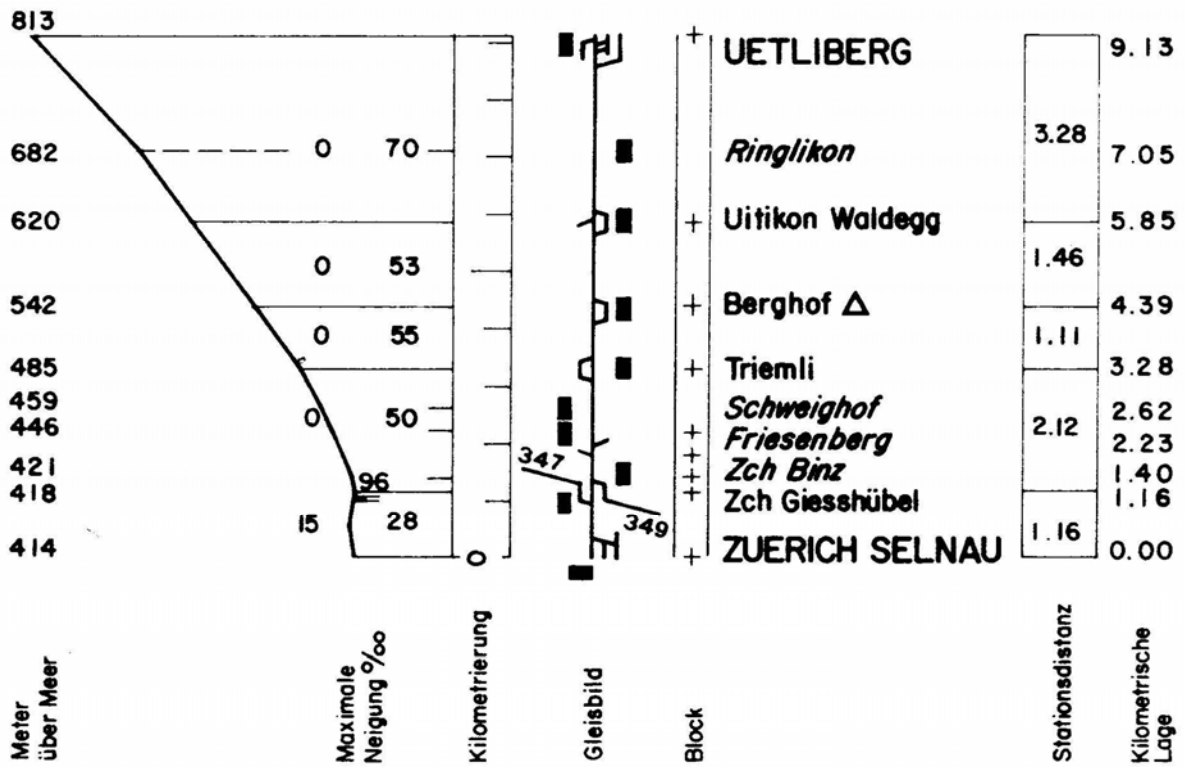 813 UETLIBERG 9.13
3.28
682 0 70 Ringlikon 7.05
620 Uitikon Waldegg 5.85
0 53 1.46
542 Berghof Δ 4.39
0 55 1.11
485 Triemli 3.28
459 Schweighof 2.62
0 50 2.12
446 Friesenberg 2.23
421 347 Zch Binz 1.40
96
418 Zch Giesshübel 1.16
15 28 349 1.16
414 0 ZUERICH SELNAU 0.00
Meter
über Meer
Maximale
Neigung ‰
Kilometrierung
Gleisbild
Block
Stationsdistanz
Kilometrische
Lage